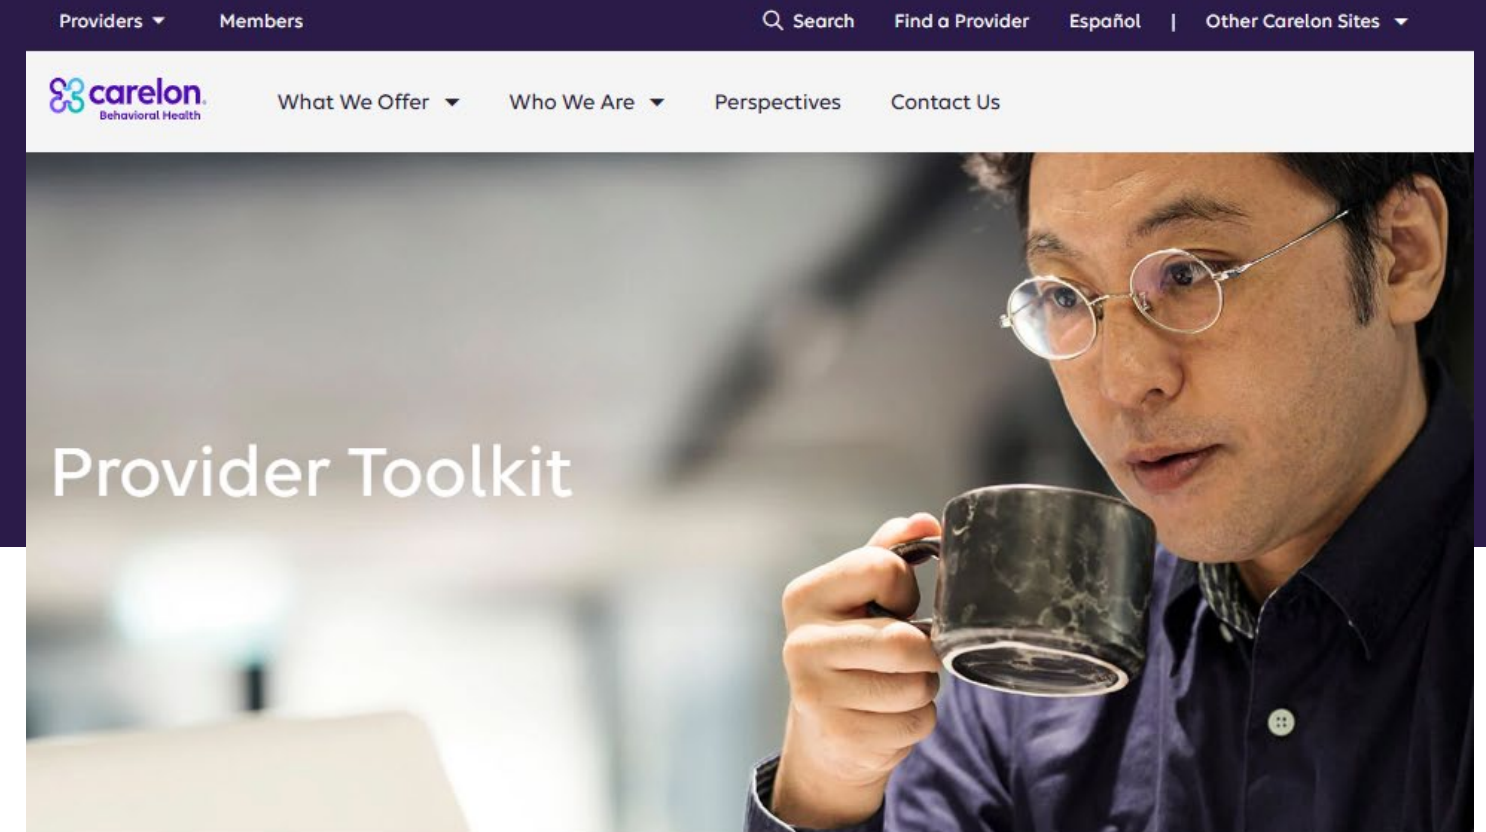 Providers Members Search Find a Provider Español | Other Carelon Sites
carelon.
Behavioral Health
What We Offer Who We Are Perspectives Contact Us
Provider Toolkit